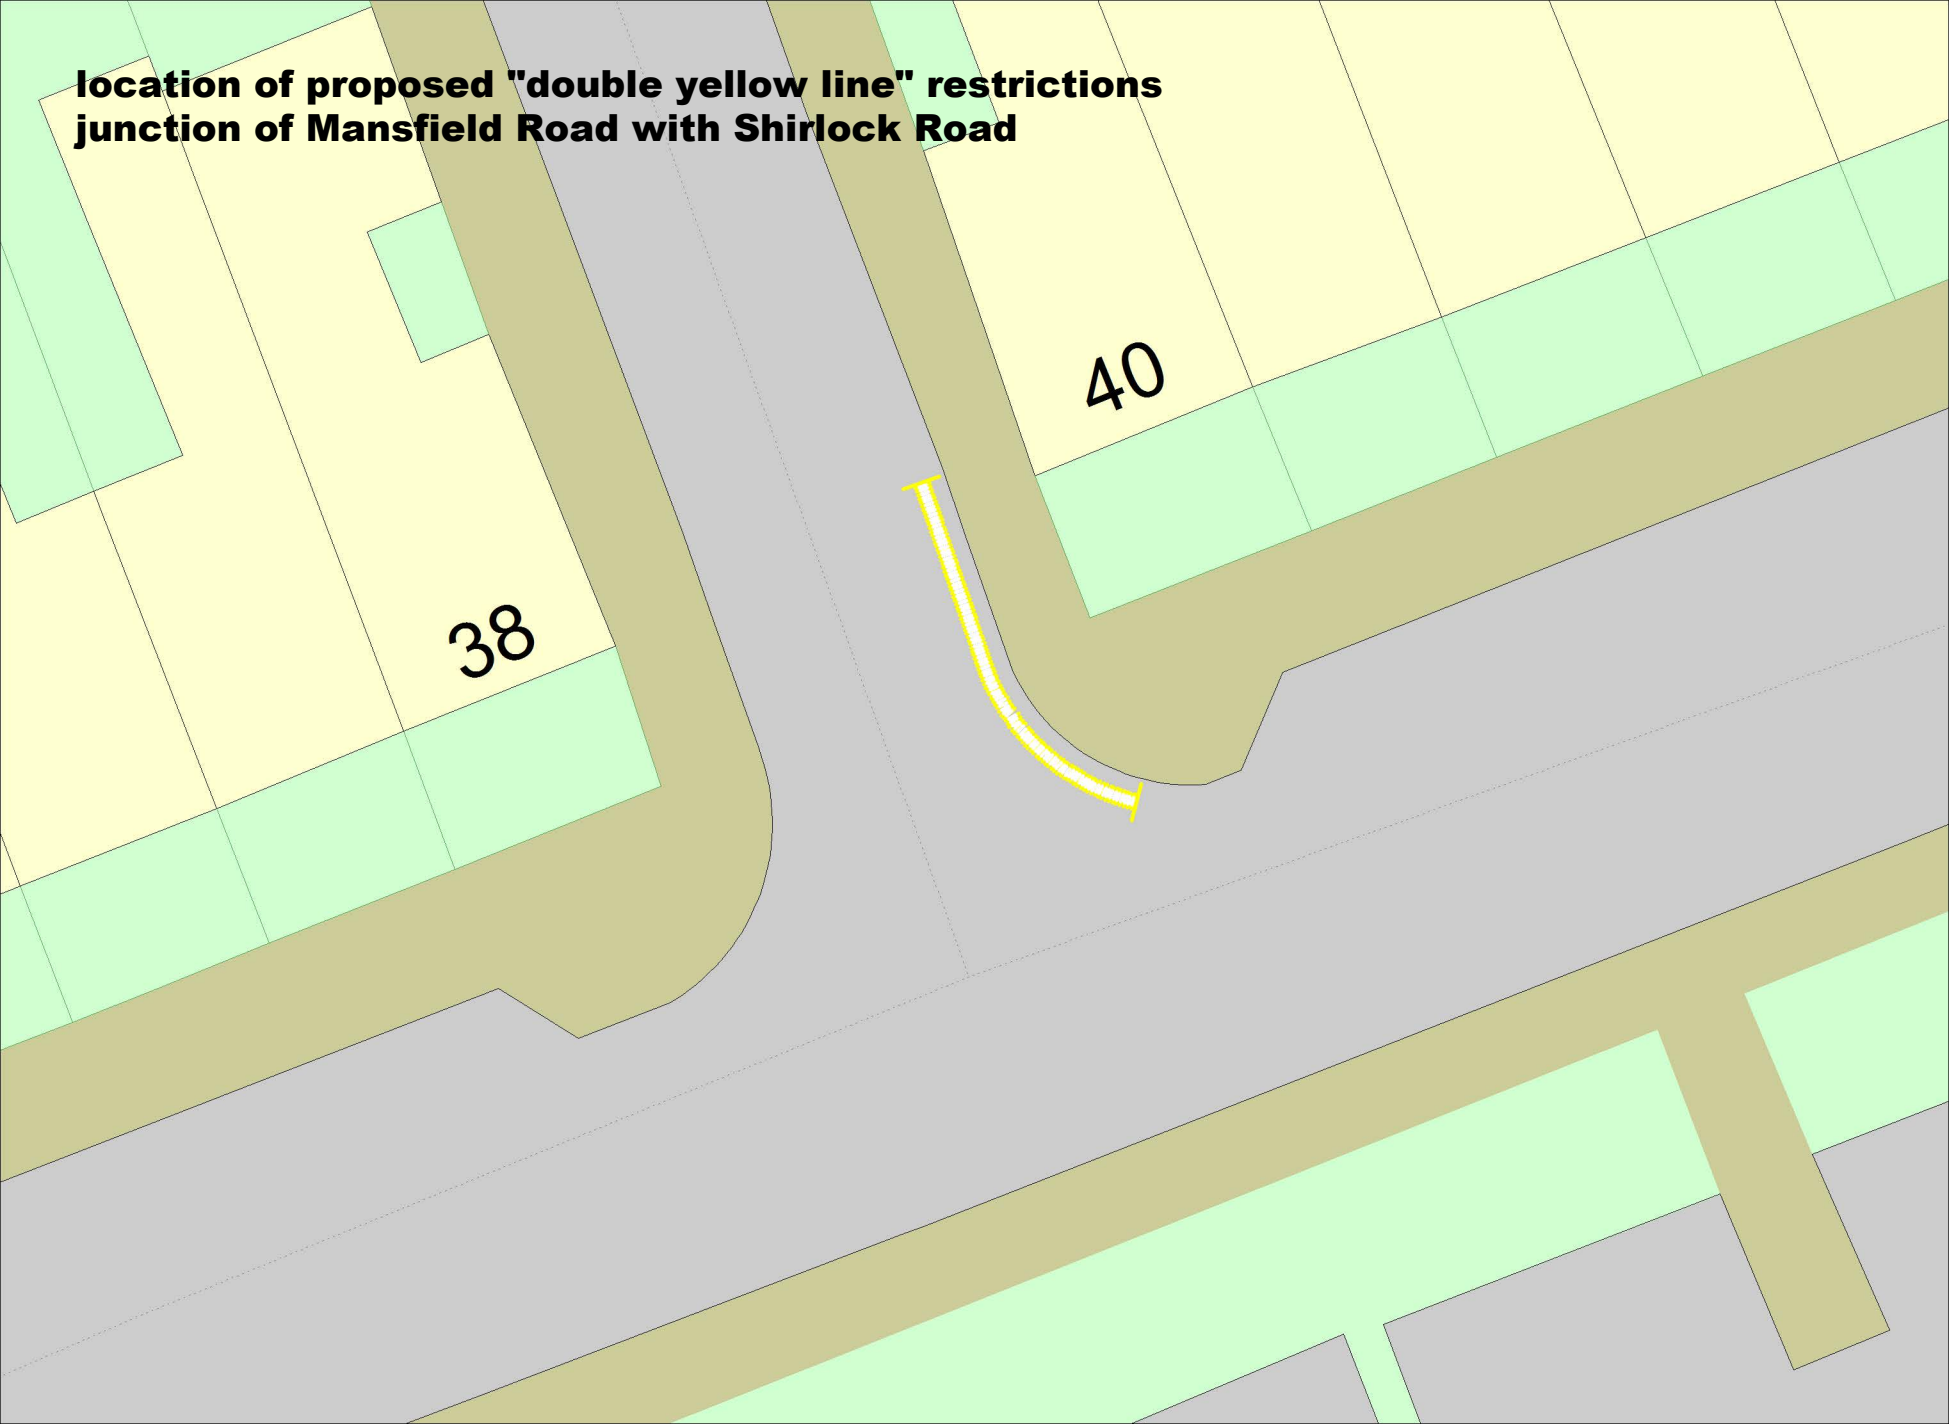 location of proposed "double yellow line" restrictions
junction of Mansfield Road with Shirlock Road
40
38